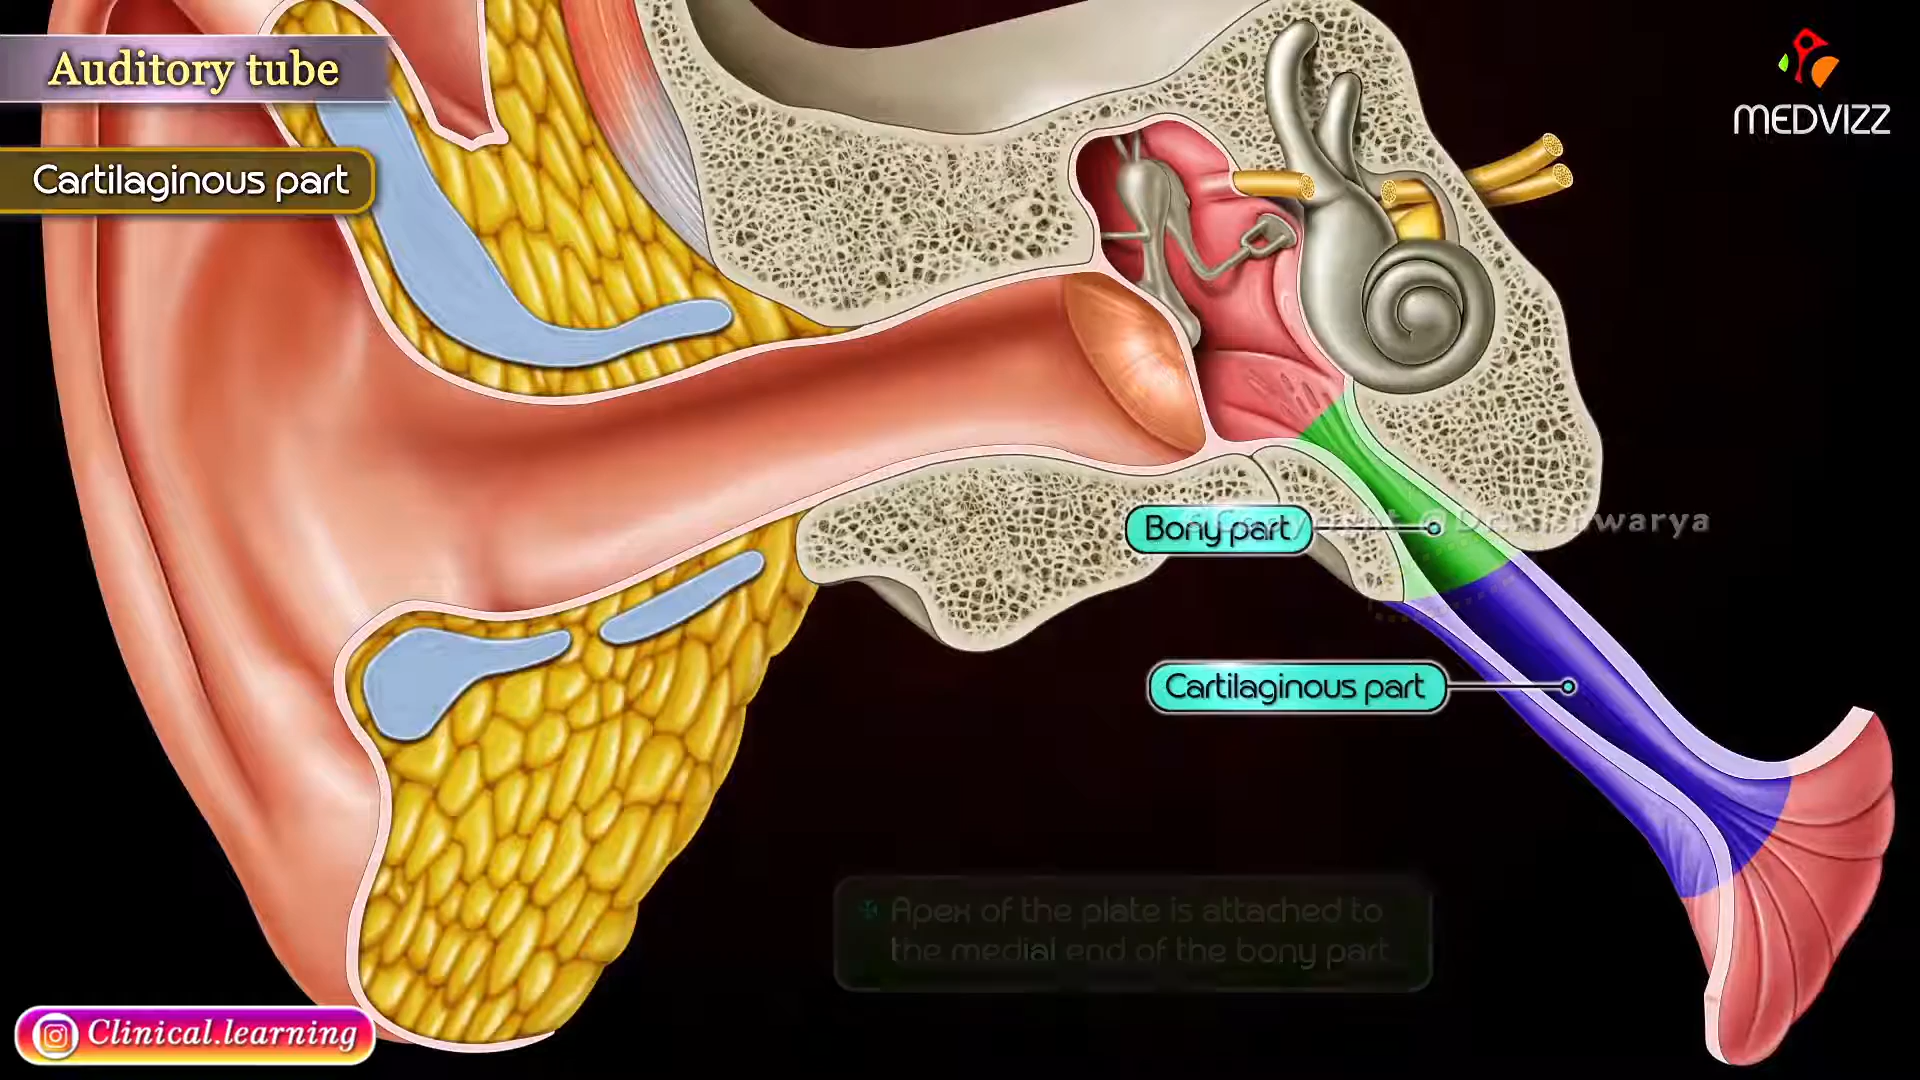 Auditory tube
MEDVIZZ
Cartilaginous part
Bony part
Cartilaginous part
Apex of the plate is attached to
the medial end of the bony part
Clinical.learning